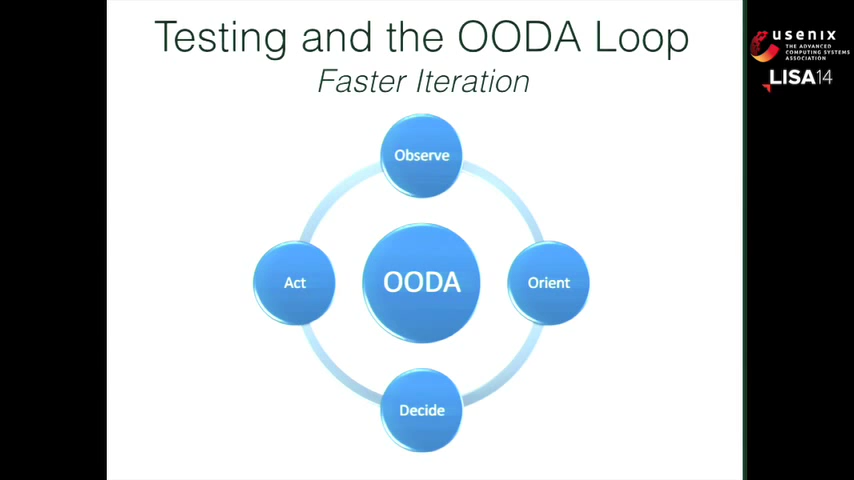 Testing and the OODA Loop
Faster Iteration
Observe
Act
OODA
Orient
Decide
usenix
THE ADVANCED
COMPUTING SYSTEMS
ASSOCIATION
LISA14